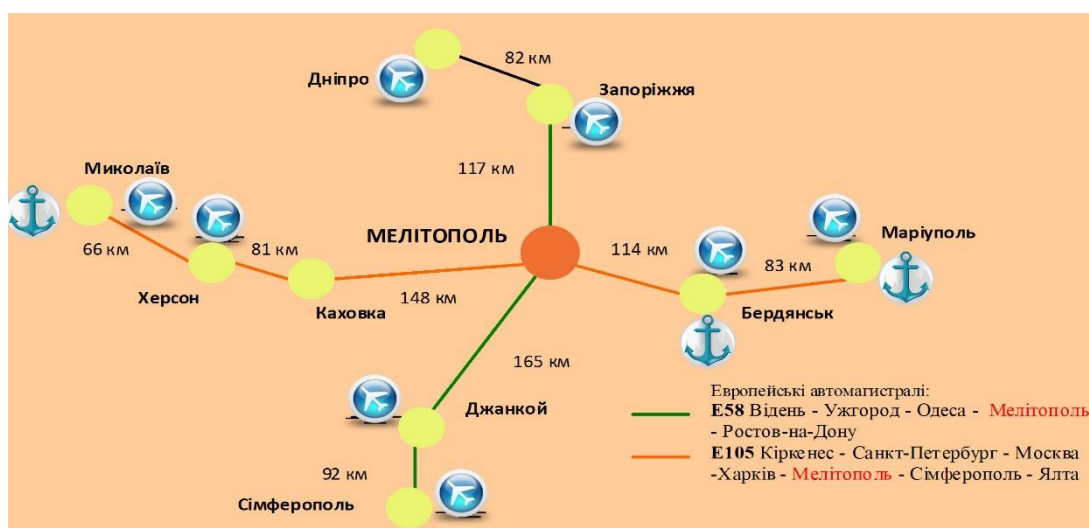 82 км
Дніпро
Запоріжжя
117 км
Миколаїв
66 км
81 км
МЕЛІТОПОЛЬ
114 км
Маріуполь
83 км
Херсон
Каховка
148 км
Бердянськ
165 км
Джанкой
92 км
Сімферополь
Европейські автомагистралі:
E58 Відень - Ужгород - Одеса - Мелітополь
- Ростов-на-Дону
E105 Кіркенес - Санкт-Петербург - Москва
-Харків - Мелітополь - Сімферополь - Ялта